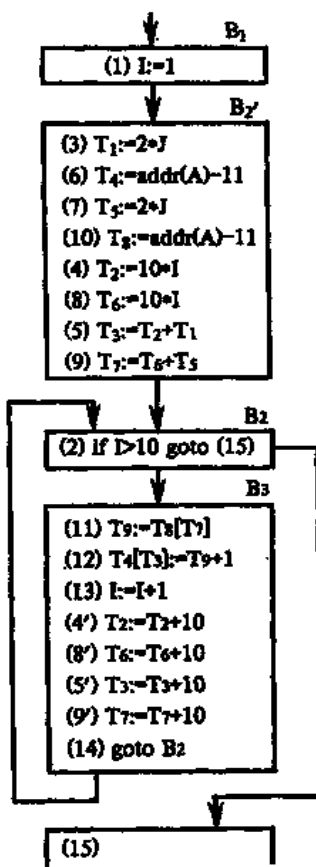 B₁
(1) I:=1
B₂'
(3) T₁:=2*J
(6) T₄:=addr(A)-11
(7) T₅:=2*J
(10) T₈:=addr(A)-11
(4) T₂:=10*I
(8) T₆:=10*I
(5) T₃:=T₂+T₁
(9) T₇:=T₆+T₅
B₂
(2) if I>10 goto (15)
B₃
(11) T₉:=T₈[T₇]
(12) T₄[T₃]:=T₉+1
(13) I:=I+1
(4') T₂:=T₂+10
(8') T₆:=T₆+10
(5') T₃:=T₃+10
(9') T₇:=T₇+10
(14) goto B₂
(15)